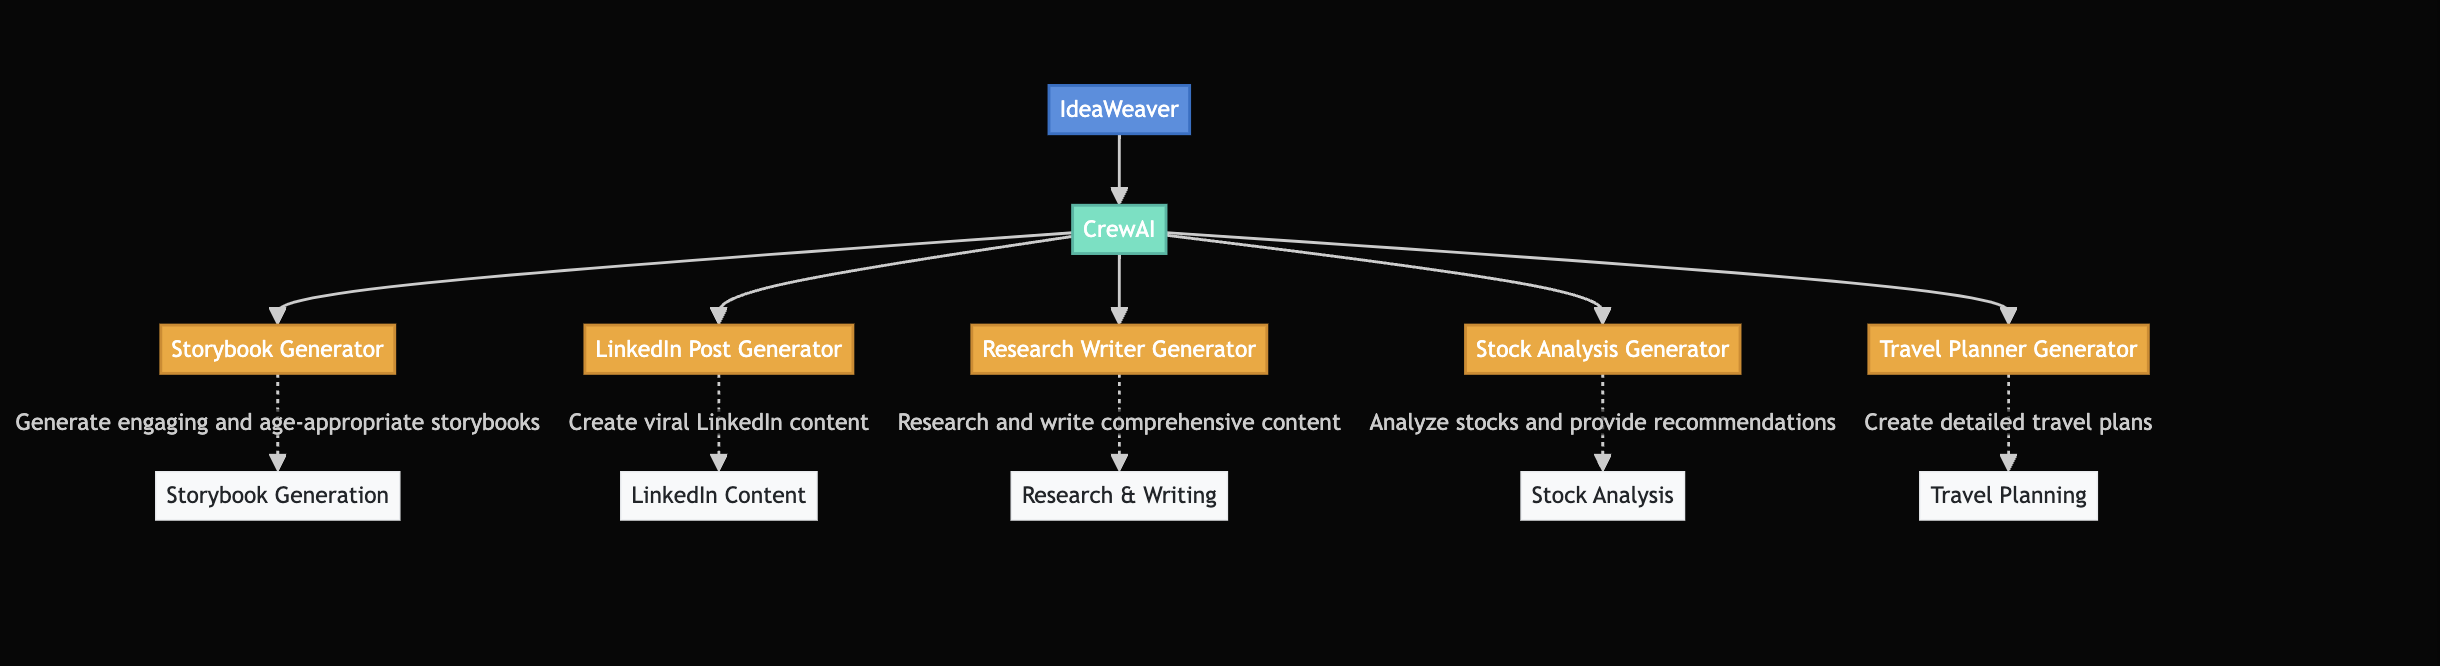 IdeaWeaver
CrewAI
Storybook Generator
LinkedIn Post Generator
Research Writer Generator
Stock Analysis Generator
Travel Planner Generator
Generate engaging and age-appropriate storybooks
Create viral LinkedIn content
Research and write comprehensive content
Analyze stocks and provide recommendations
Create detailed travel plans
Storybook Generation
LinkedIn Content
Research & Writing
Stock Analysis
Travel Planning